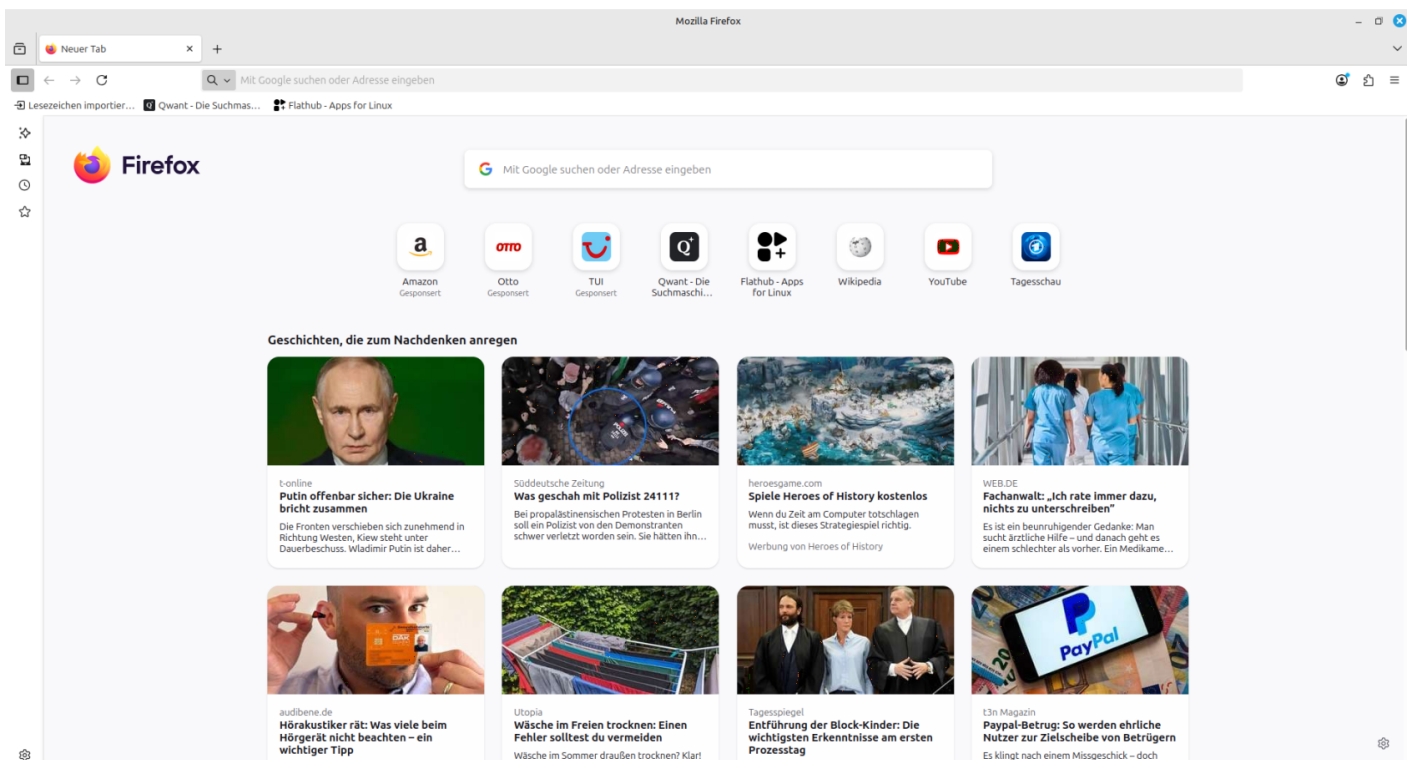 Mozilla Firefox
Neuer Tab
Mit Google suchen oder Adresse eingeben
Lesezeichen importier…
Qwant - Die Suchmas…
Flathub - Apps for Linux
Firefox
Mit Google suchen oder Adresse eingeben
a
OTTO
Q+
Amazon
Gesponsert
Otto
Gesponsert
TUI
Gesponsert
Qwant - Die
Suchmaschi…
Flathub - Apps
for Linux
Wikipedia
YouTube
Tagesschau
Geschichten, die zum Nachdenken anregen
POLIZEI
t-online
Putin offenbar sicher: Die Ukraine
bricht zusammen
Die Fronten verschieben sich zunehmend in
Richtung Westen, Kiew steht unter
Dauerbeschuss. Wladimir Putin ist daher…
Süddeutsche Zeitung
Was geschah mit Polizist 24111?
Bei propalästinensischen Protesten in Berlin
soll ein Polizist von den Demonstranten
schwer verletzt worden sein. Sie hätten ihn…
heroesgame.com
Spiele Heroes of History kostenlos
Wenn du Zeit am Computer totschlagen
musst, ist dieses Strategiespiel richtig.
Werbung von Heroes of History
WEB.DE
Fachanwalt: „Ich rate immer dazu,
nichts zu unterschreiben”
Es ist ein beunruhigender Gedanke: Man
sucht ärztliche Hilfe – und danach geht es
einem schlechter als vorher. Ein Medikame…
PayPal
audibene.de
Hörakustiker rät: Was viele beim
Hörgerät nicht beachten – ein
wichtiger Tipp
Utopia
Wäsche im Freien trocknen: Einen
Fehler solltest du vermeiden
Wäsche im Sommer draußen trocknen? Klar!
Tagesspiegel
Entführung der Block-Kinder: Die
wichtigsten Erkenntnisse am ersten
Prozesstag
t3n Magazin
Paypal-Betrug: So werden ehrliche
Nutzer zur Zielscheibe von Betrügern
Es klingt nach einem Missgeschick – doch